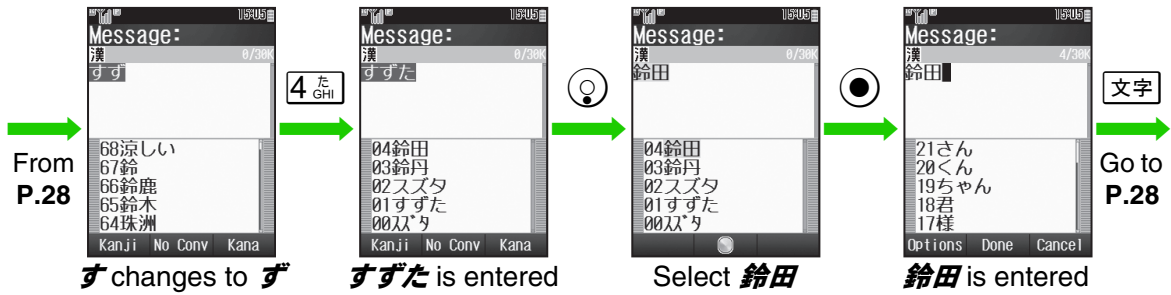 From
P.28
15:05
Message:
漢 0/30K
すず
68涼しい
67鈴
66鈴鹿
65鈴木
64珠洲
Kanji No Conv Kana
す changes to ず
4 た GHI
15:05
Message:
漢 0/30K
すずた
04鈴田
03鈴丹
02スズタ
01すずた
00ｽｽﾞﾀ
Kanji No Conv Kana
すずた is entered
15:05
Message:
漢 0/30K
鈴田
04鈴田
03鈴丹
02スズタ
01すずた
00ｽｽﾞﾀ
Select 鈴田
15:05
Message:
漢 4/30K
鈴田
21さん
20くん
19ちゃん
18君
17様
Options Done Cancel
鈴田 is entered
文字
Go to
P.28